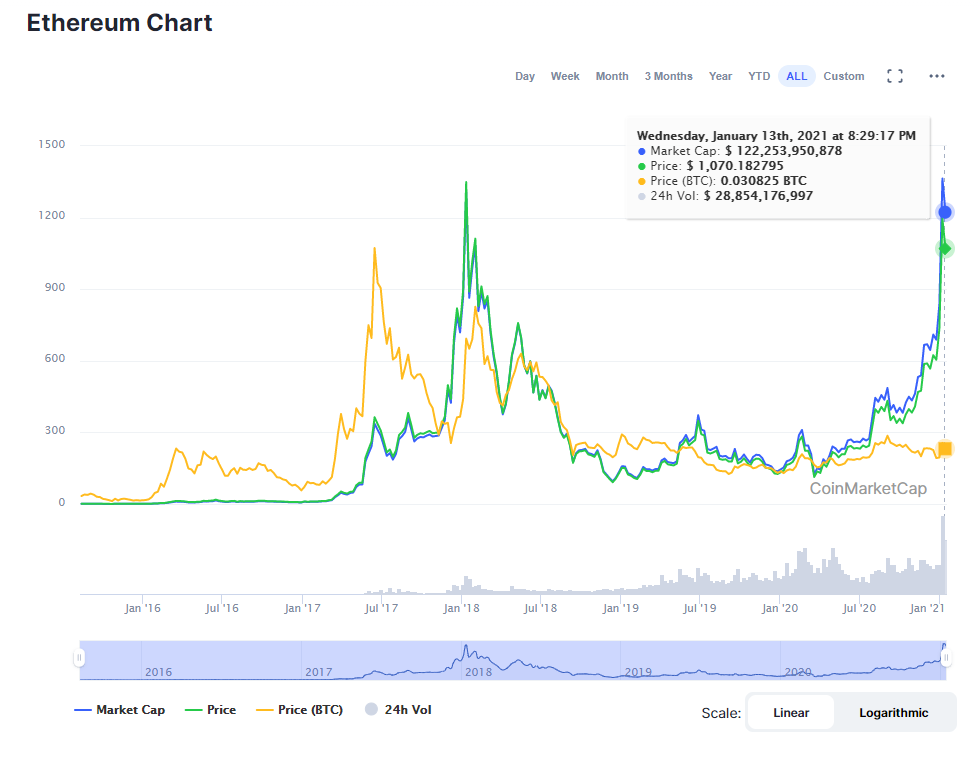 Ethereum Chart
Day Week Month 3 Months Year YTD ALL Custom
Wednesday, January 13th, 2021 at 8:29:17 PM
Market Cap: $ 122,253,950,878
Price: $ 1,070.182795
Price (BTC): 0.030825 BTC
24h Vol: $ 28,854,176,997
1500
1200
900
600
300
0
CoinMarketCap
Jan '16 Jul '16 Jan '17 Jul '17 Jan '18 Jul '18 Jan '19 Jul '19 Jan '20 Jul '20 Jan '21
2016 2017 2018 2019 2020
Market Cap Price Price (BTC) 24h Vol
Scale: Linear Logarithmic